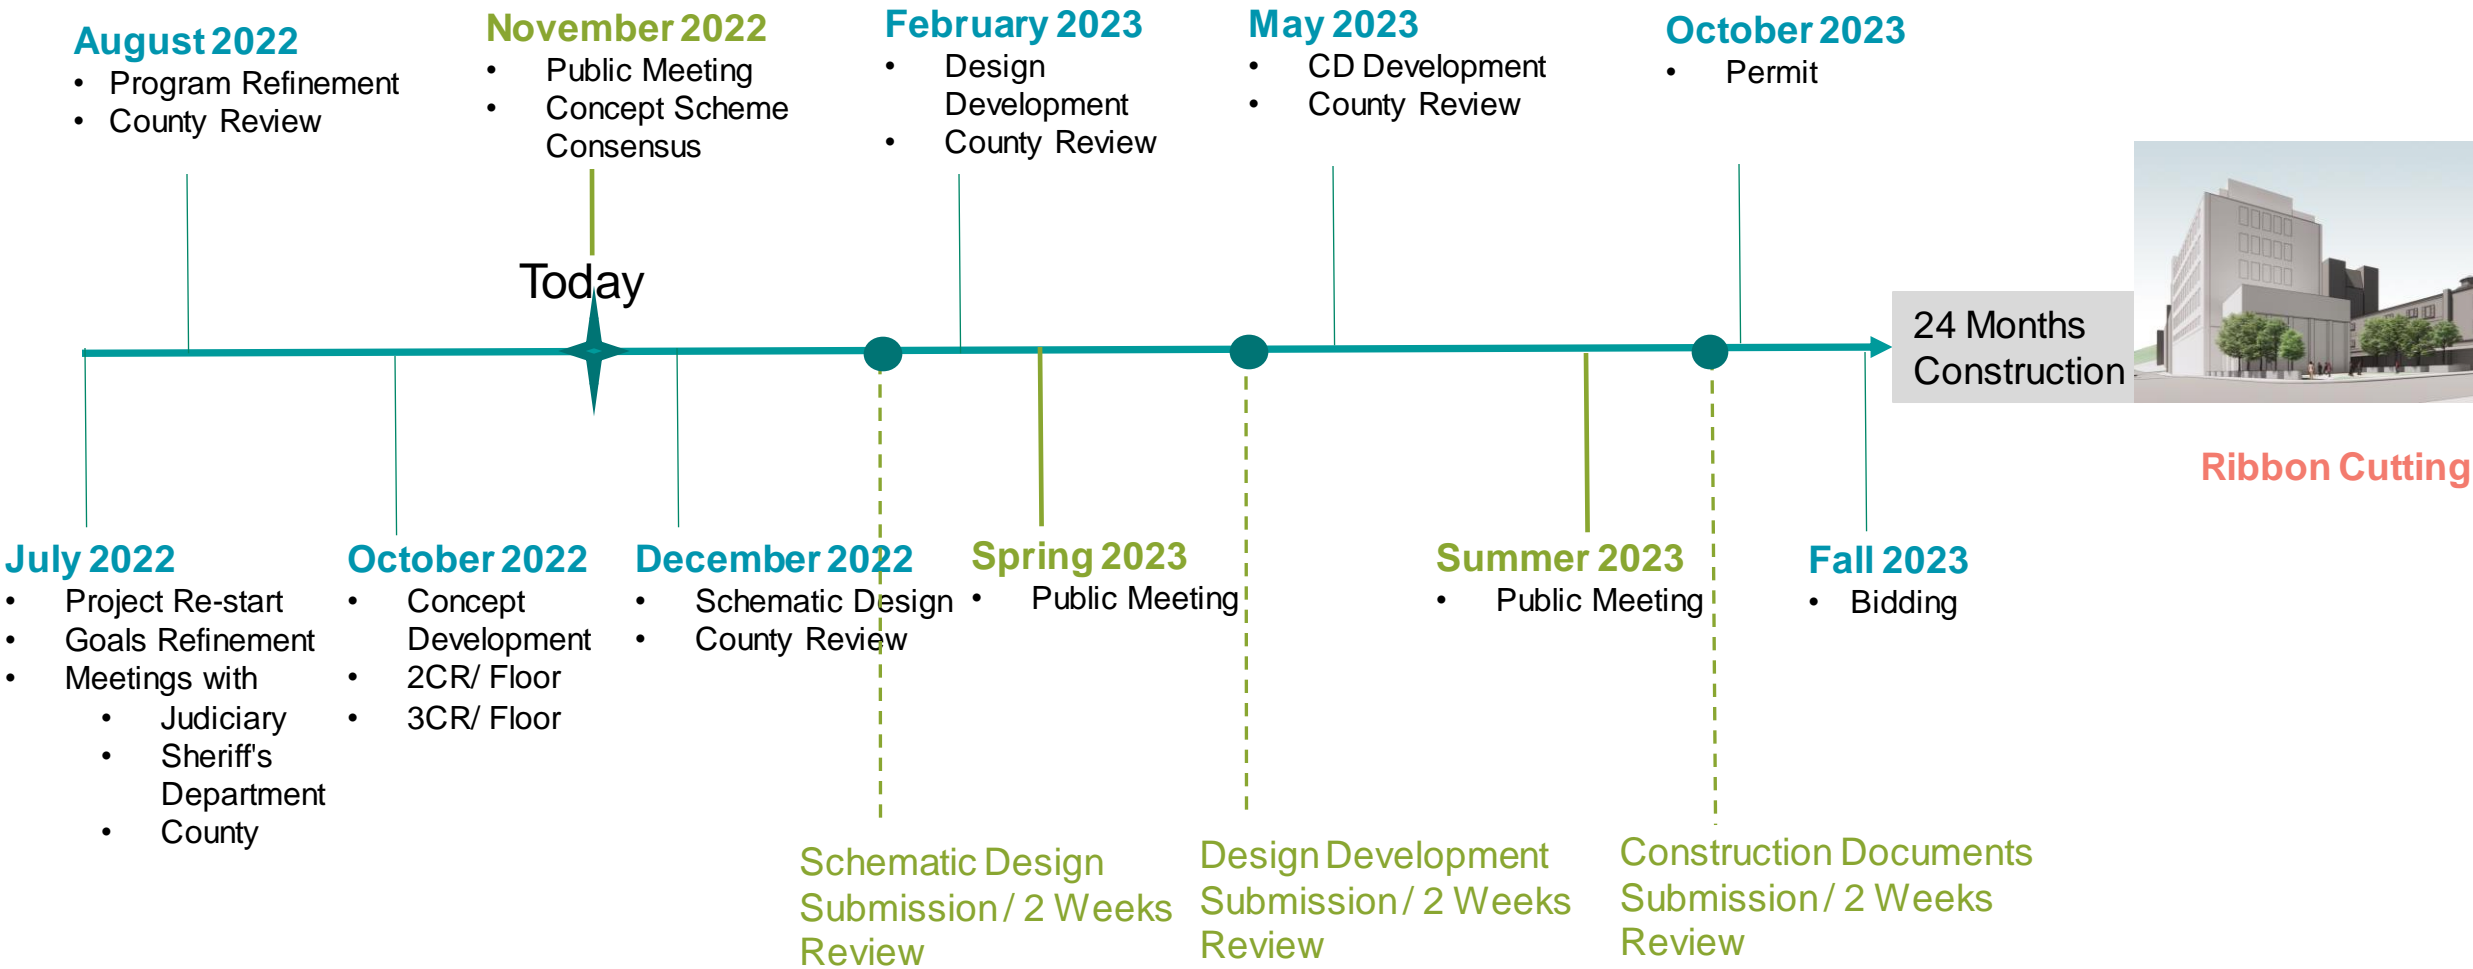 August 2022
• Program Refinement
• County Review
November 2022
• Public Meeting
• Concept Scheme
Consensus
February 2023
• Design
Development
• County Review
May 2023
• CD Development
• County Review
October 2023
• Permit
Today
24 Months
Construction
Ribbon Cutting
July 2022
• Project Re-start
• Goals Refinement
• Meetings with
• Judiciary
• Sheriff's
Department
• County
October 2022
• Concept
Development
• 2CR/ Floor
• 3CR/ Floor
December 2022
• Schematic Design
• County Review
Spring 2023
• Public Meeting
Summer 2023
• Public Meeting
Fall 2023
• Bidding
Schematic Design
Submission / 2 Weeks
Review
Design Development
Submission / 2 Weeks
Review
Construction Documents
Submission / 2 Weeks
Review